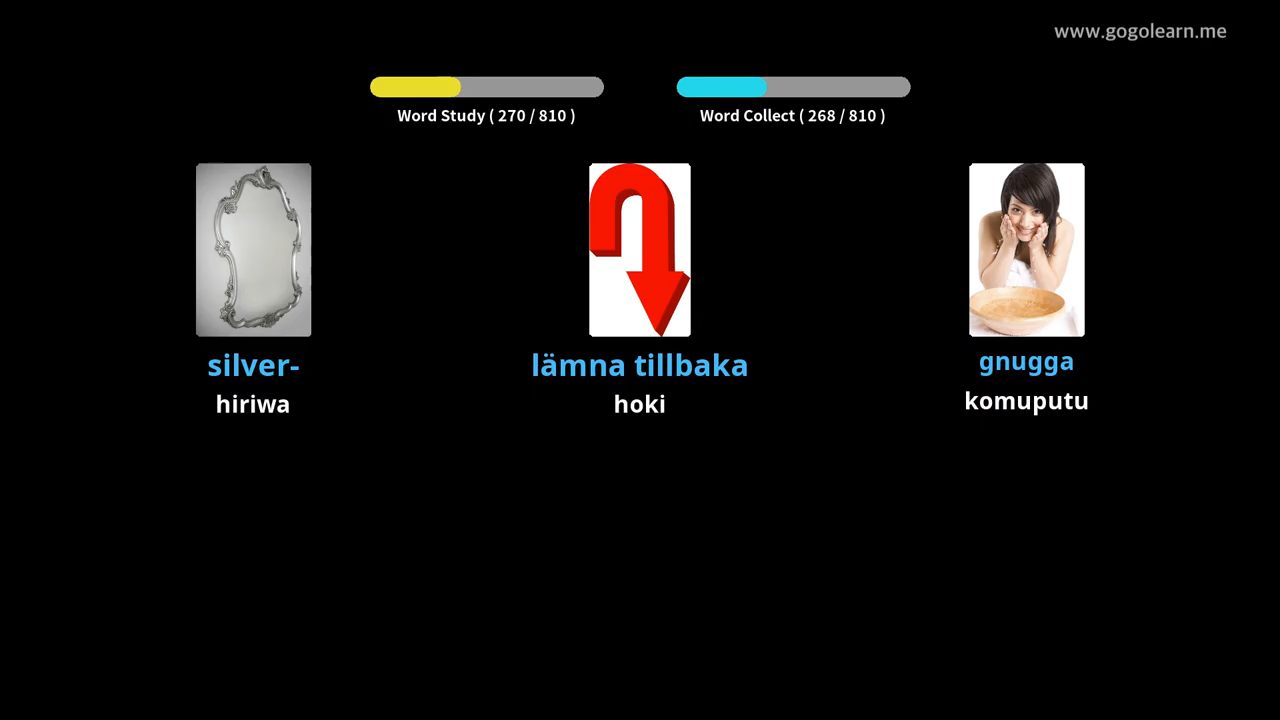 www.gogolearn.me
Word Study ( 270 / 810 )
Word Collect ( 268 / 810 )
silver-
hiriwa
lämna tillbaka
hoki
gnugga
komuputu